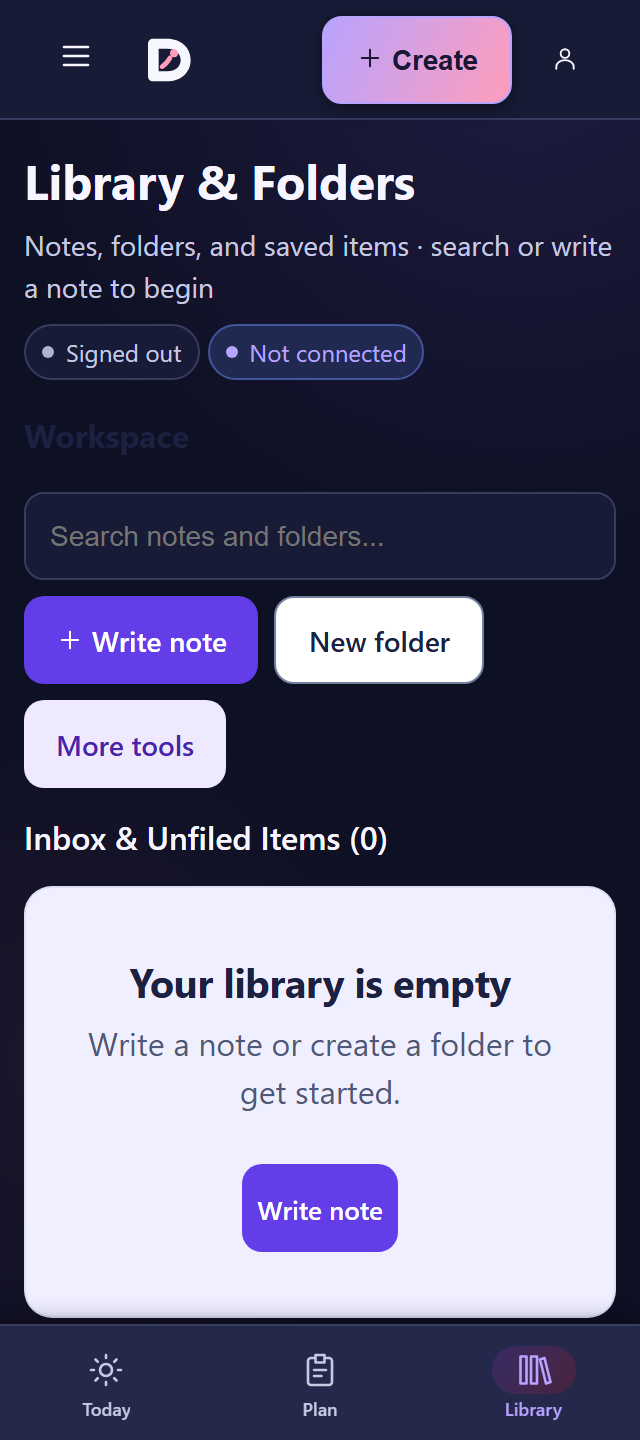 Create
Library & Folders
Notes, folders, and saved items · search or write
a note to begin
Signed out
Not connected
Workspace
Search notes and folders...
Write note
New folder
More tools
Inbox & Unfiled Items (0)
Your library is empty
Write a note or create a folder to
get started.
Write note
Today
Plan
Library